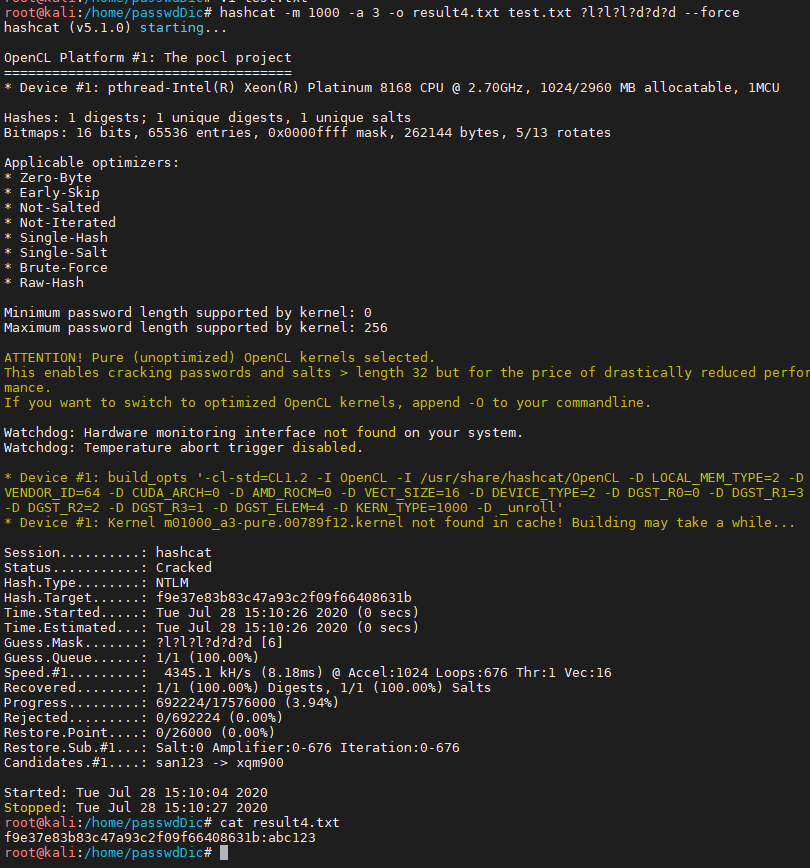 root@kali:/home/passwdDic# vi test.txt
root@kali:/home/passwdDic# hashcat -m 1000 -a 3 -o result4.txt test.txt ?l?l?l?d?d?d --force
hashcat (v5.1.0) starting...
OpenCL Platform #1: The pocl project
====================================
* Device #1: pthread-Intel(R) Xeon(R) Platinum 8168 CPU @ 2.70GHz, 1024/2960 MB allocatable, 1MCU
Hashes: 1 digests; 1 unique digests, 1 unique salts
Bitmaps: 16 bits, 65536 entries, 0x0000ffff mask, 262144 bytes, 5/13 rotates
Applicable optimizers:
* Zero-Byte
* Early-Skip
* Not-Salted
* Not-Iterated
* Single-Hash
* Single-Salt
* Brute-Force
* Raw-Hash
Minimum password length supported by kernel: 0
Maximum password length supported by kernel: 256
ATTENTION! Pure (unoptimized) OpenCL kernels selected.
This enables cracking passwords and salts > length 32 but for the price of drastically reduced perfor
mance.
If you want to switch to optimized OpenCL kernels, append -O to your commandline.
Watchdog: Hardware monitoring interface not found on your system.
Watchdog: Temperature abort trigger disabled.
* Device #1: build_opts '-cl-std=CL1.2 -I OpenCL -I /usr/share/hashcat/OpenCL -D LOCAL_MEM_TYPE=2 -D
VENDOR_ID=64 -D CUDA_ARCH=0 -D AMD_ROCM=0 -D VECT_SIZE=16 -D DEVICE_TYPE=2 -D DGST_R0=0 -D DGST_R1=3
-D DGST_R2=2 -D DGST_R3=1 -D DGST_ELEM=4 -D KERN_TYPE=1000 -D _unroll'
* Device #1: Kernel m01000_a3-pure.00789f12.kernel not found in cache! Building may take a while...
Session..........: hashcat
Status...........: Cracked
Hash.Type........: NTLM
Hash.Target......: f9e37e83b83c47a93c2f09f66408631b
Time.Started.....: Tue Jul 28 15:10:26 2020 (0 secs)
Time.Estimated...: Tue Jul 28 15:10:26 2020 (0 secs)
Guess.Mask.......: ?l?l?l?d?d?d [6]
Guess.Queue......: 1/1 (100.00%)
Speed.#1.........:  4345.1 kH/s (8.18ms) @ Accel:1024 Loops:676 Thr:1 Vec:16
Recovered........: 1/1 (100.00%) Digests, 1/1 (100.00%) Salts
Progress.........: 692224/17576000 (3.94%)
Rejected.........: 0/692224 (0.00%)
Restore.Point....: 0/26000 (0.00%)
Restore.Sub.#1...: Salt:0 Amplifier:0-676 Iteration:0-676
Candidates.#1....: san123 -> xqm900
Started: Tue Jul 28 15:10:04 2020
Stopped: Tue Jul 28 15:10:27 2020
root@kali:/home/passwdDic# cat result4.txt
f9e37e83b83c47a93c2f09f66408631b:abc123
root@kali:/home/passwdDic#